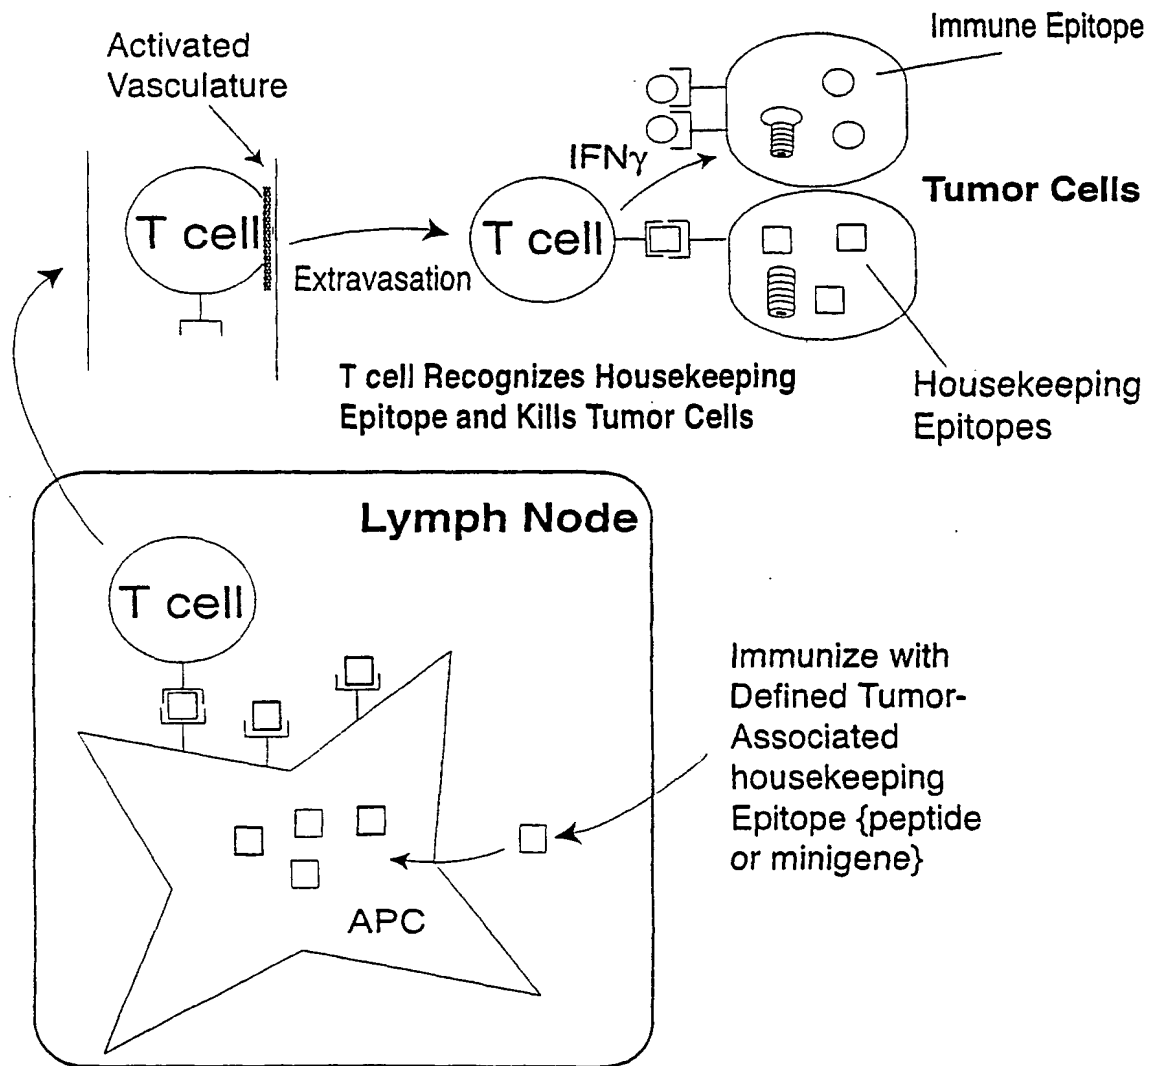 Activated
Vasculature
Immune Epitope
IFNγ
Tumor Cells
T cell
T cell
Extravasation
T cell Recognizes Housekeeping
Epitope and Kills Tumor Cells
Housekeeping
Epitopes
Lymph Node
T cell
Immunize with
Defined Tumor-
Associated
housekeeping
Epitope {peptide
or minigene}
APC